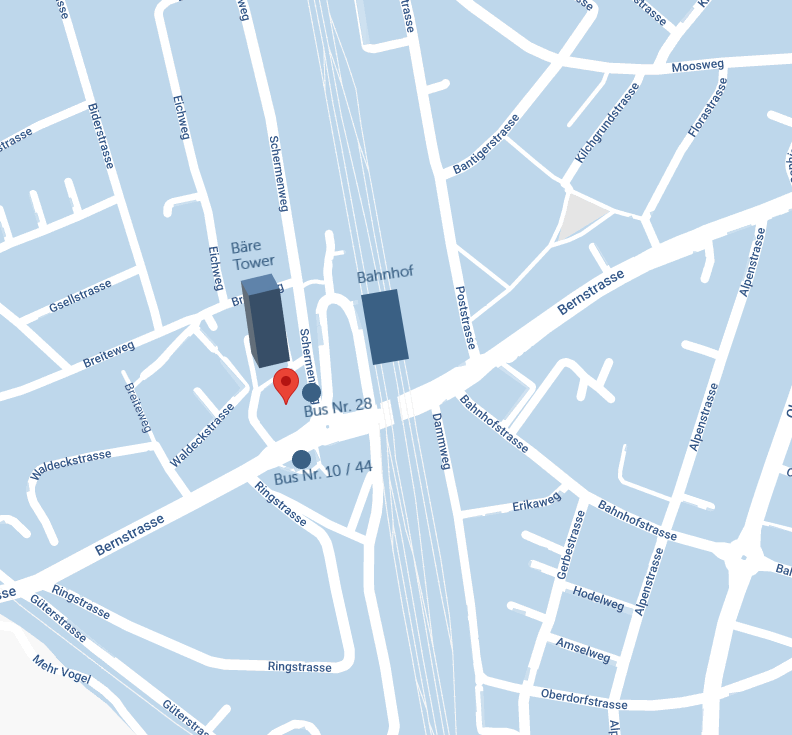 Moosweg
Biderstrasse
Eichweg
Schermenweg
Bantigerstrasse
Kilchgrundstrasse
Florastrasse
Bäre
Tower
Eichweg
Bahnhof
Gsellstrasse
Alpenstrasse
Bernstrasse
Poststrasse
Breiteweg
Breiteweg
Bus Nr. 28
Waldeckstrasse
Alpenstrasse
Bahnhofstrasse
Dammweg
Waldeckstrasse
Bus Nr. 10 / 44
Ringstrasse
Erikaweg
Bahnhofstrasse
Bernstrasse
Gerbestrasse
Alpenstrasse
Hodelweg
Ringstrasse
Güterstrasse
Amselweg
Ringstrasse
Mehr Vogel
Oberdorfstrasse